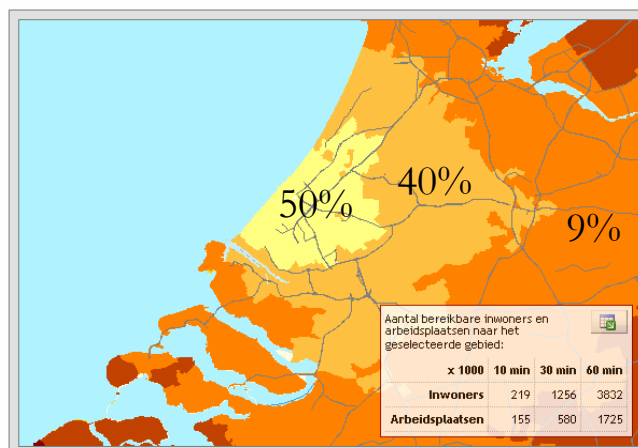 50%
40%
9%
Aantal bereikbare inwoners en
arbeidsplaatsen naar het
geselecteerde gebied:
x 1000 10 min 30 min 60 min
Inwoners 219 1256 3832
Arbeidsplaatsen 155 580 1725